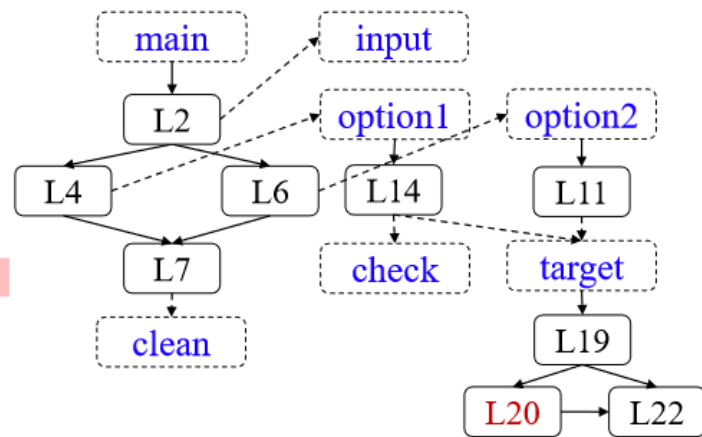 main
input
L2
option1
option2
L4
L6
L14
L11
L7
check
target
clean
L19
L20
L22